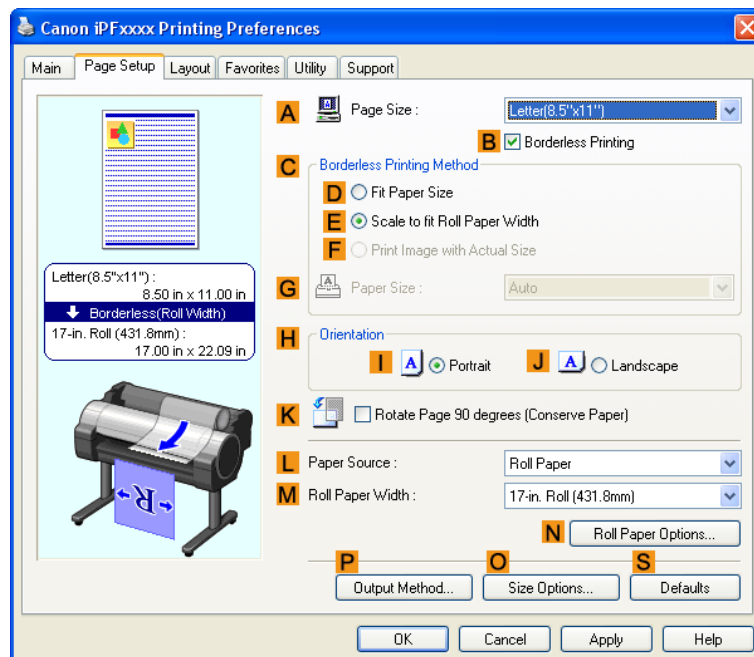 Canon iPFxxxx Printing Preferences
Main Page Setup Layout Favorites Utility Support
A Page Size : Letter(8.5"x11")
B Borderless Printing
C Borderless Printing Method
D Fit Paper Size
E Scale to fit Roll Paper Width
F Print Image with Actual Size
G Paper Size : Auto
Letter(8.5"x11") :
8.50 in x 11.00 in
Borderless(Roll Width)
17-in. Roll (431.8mm) :
17.00 in x 22.09 in
H Orientation
I A Portrait J A Landscape
K Rotate Page 90 degrees (Conserve Paper)
R
L Paper Source : Roll Paper
M Roll Paper Width : 17-in. Roll (431.8mm)
N Roll Paper Options...
P O S
Output Method... Size Options... Defaults
OK Cancel Apply Help